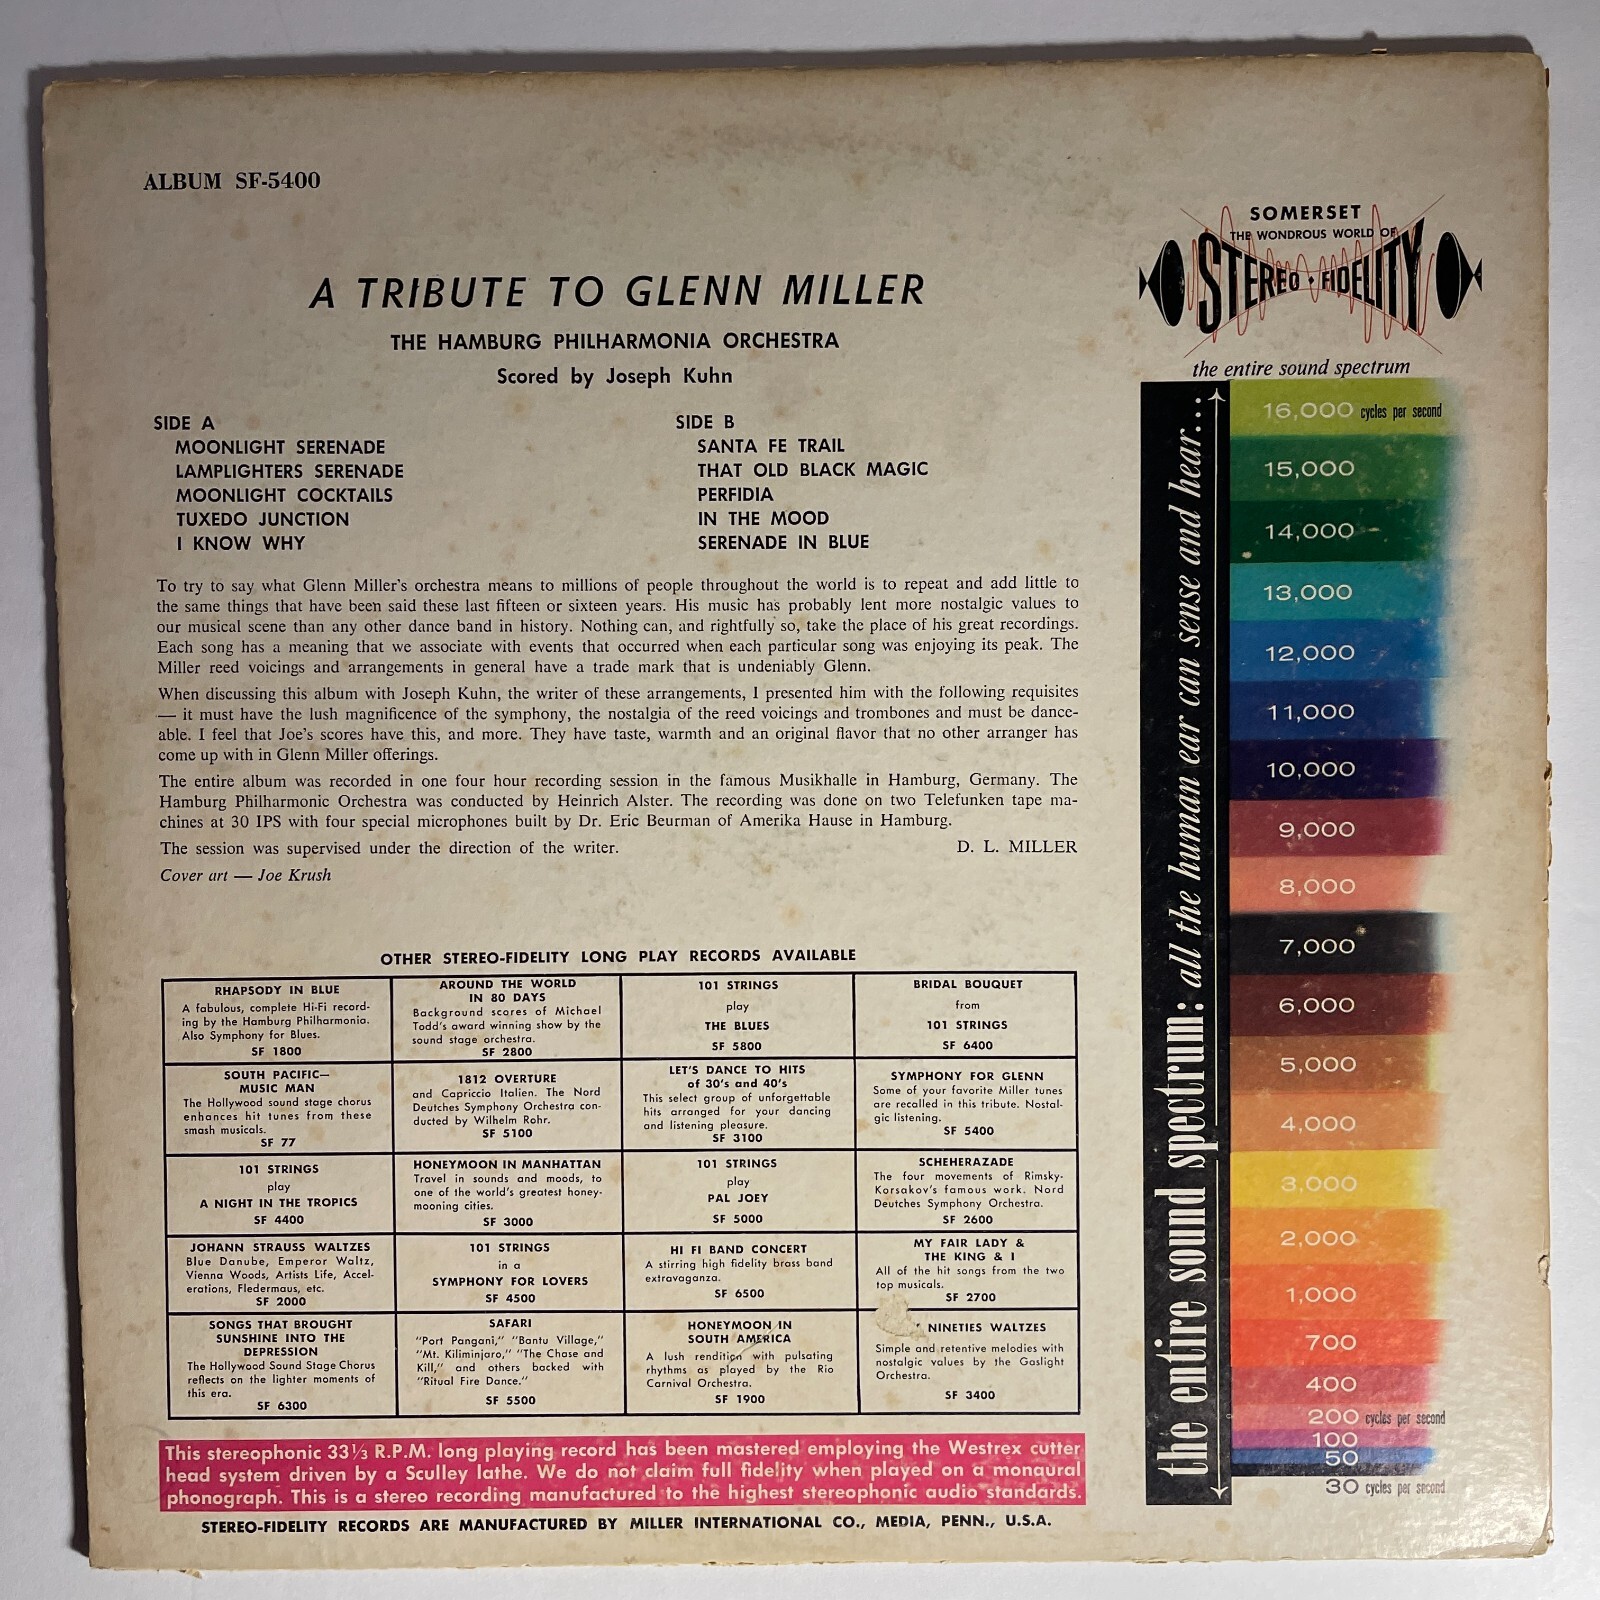 ALBUM SF-5400
SOMERSET
THE WONDROUS WORLD OF
STEREO · FIDELITY
the entire sound spectrum
A TRIBUTE TO GLENN MILLER
THE HAMBURG PHILHARMONIA ORCHESTRA
Scored by Joseph Kuhn
SIDE A
MOONLIGHT SERENADE
LAMPLIGHTERS SERENADE
MOONLIGHT COCKTAILS
TUXEDO JUNCTION
I KNOW WHY
SIDE B
SANTA FE TRAIL
THAT OLD BLACK MAGIC
PERFIDIA
IN THE MOOD
SERENADE IN BLUE
To try to say what Glenn Miller's orchestra means to millions of people throughout the world is to repeat and add little to
the same things that have been said these last fifteen or sixteen years. His music has probably lent more nostalgic values to
our musical scene than any other dance band in history. Nothing can, and rightfully so, take the place of his great recordings.
Each song has a meaning that we associate with events that occurred when each particular song was enjoying its peak. The
Miller reed voicings and arrangements in general have a trade mark that is undeniably Glenn.
When discussing this album with Joseph Kuhn, the writer of these arrangements, I presented him with the following requisites
— it must have the lush magnificence of the symphony, the nostalgia of the reed voicings and trombones and must be dance-
able. I feel that Joe's scores have this, and more. They have taste, warmth and an original flavor that no other arranger has
come up with in Glenn Miller offerings.
The entire album was recorded in one four hour recording session in the famous Musikhalle in Hamburg, Germany. The
Hamburg Philharmonic Orchestra was conducted by Heinrich Alster. The recording was done on two Telefunken tape ma-
chines at 30 IPS with four special microphones built by Dr. Eric Beurman of Amerika Hause in Hamburg.
The session was supervised under the direction of the writer. D. L. MILLER
Cover art — Joe Krush
OTHER STEREO-FIDELITY LONG PLAY RECORDS AVAILABLE
RHAPSODY IN BLUE
A fabulous, complete Hi-Fi record-
ing by the Hamburg Philharmonia.
Also Symphony for Blues.
SF 1800
AROUND THE WORLD
IN 80 DAYS
Background scores of Michael
Todd's award winning show by the
sound stage orchestra.
SF 2800
101 STRINGS
play
THE BLUES
SF 5800
BRIDAL BOUQUET
from
101 STRINGS
SF 6400
SOUTH PACIFIC—
MUSIC MAN
The Hollywood sound stage chorus
enhances hit tunes from these
smash musicals.
SF 77
1812 OVERTURE
and Capriccio Italien. The Nord
Deutches Symphony Orchestra con-
ducted by Wilhelm Rohr.
SF 5100
LET'S DANCE TO HITS
of 30's and 40's
This select group of unforgettable
hits arranged for your dancing
and listening pleasure.
SF 3100
SYMPHONY FOR GLENN
Some of your favorite Miller tunes
are recalled in this tribute. Nostal-
gic listening.
SF 5400
101 STRINGS
play
A NIGHT IN THE TROPICS
SF 4400
HONEYMOON IN MANHATTAN
Travel in sounds and moods, to
one of the world's greatest honey-
mooning cities.
SF 3000
101 STRINGS
play
PAL JOEY
SF 5000
SCHEHERAZADE
The four movements of Rimsky-
Korsakov's famous work. Nord
Deutches Symphony Orchestra.
SF 2600
JOHANN STRAUSS WALTZES
Blue Danube, Emperor Waltz,
Vienna Woods, Artists Life, Accel-
erations, Fledermaus, etc.
SF 2000
101 STRINGS
in a
SYMPHONY FOR LOVERS
SF 4500
HI FI BAND CONCERT
A stirring high fidelity brass band
extravaganza.
SF 6500
MY FAIR LADY &
THE KING & I
All of the hit songs from the two
top musicals.
SF 2700
SONGS THAT BROUGHT
SUNSHINE INTO THE
DEPRESSION
The Hollywood Sound Stage Chorus
reflects on the lighter moments of
this era.
SF 6300
SAFARI
"Port Pangani," "Bantu Village,"
"Mt. Kiliminjaro," "The Chase and
Kill," and others backed with
"Ritual Fire Dance."
SF 5500
HONEYMOON IN
SOUTH AMERICA
A lush rendition with pulsating
rhythms as played by the Rio
Carnival Orchestra.
SF 1900
NINETIES WALTZES
Simple and retentive melodies with
nostalgic values by the Gaslight
Orchestra.
SF 3400
This stereophonic 33⅓ R.P.M. long playing record has been mastered employing the Westrex cutter
head system driven by a Sculley lathe. We do not claim full fidelity when played on a monaural
phonograph. This is a stereo recording manufactured to the highest stereophonic audio standards.
STEREO-FIDELITY RECORDS ARE MANUFACTURED BY MILLER INTERNATIONAL CO., MEDIA, PENN., U.S.A.
the entire sound spectrum: all the human ear can sense and hear...
16,000 cycles per second
15,000
14,000
13,000
12,000
11,000
10,000
9,000
8,000
7,000
6,000
5,000
4,000
3,000
2,000
1,000
700
400
200 cycles per second
100
50
30 cycles per second